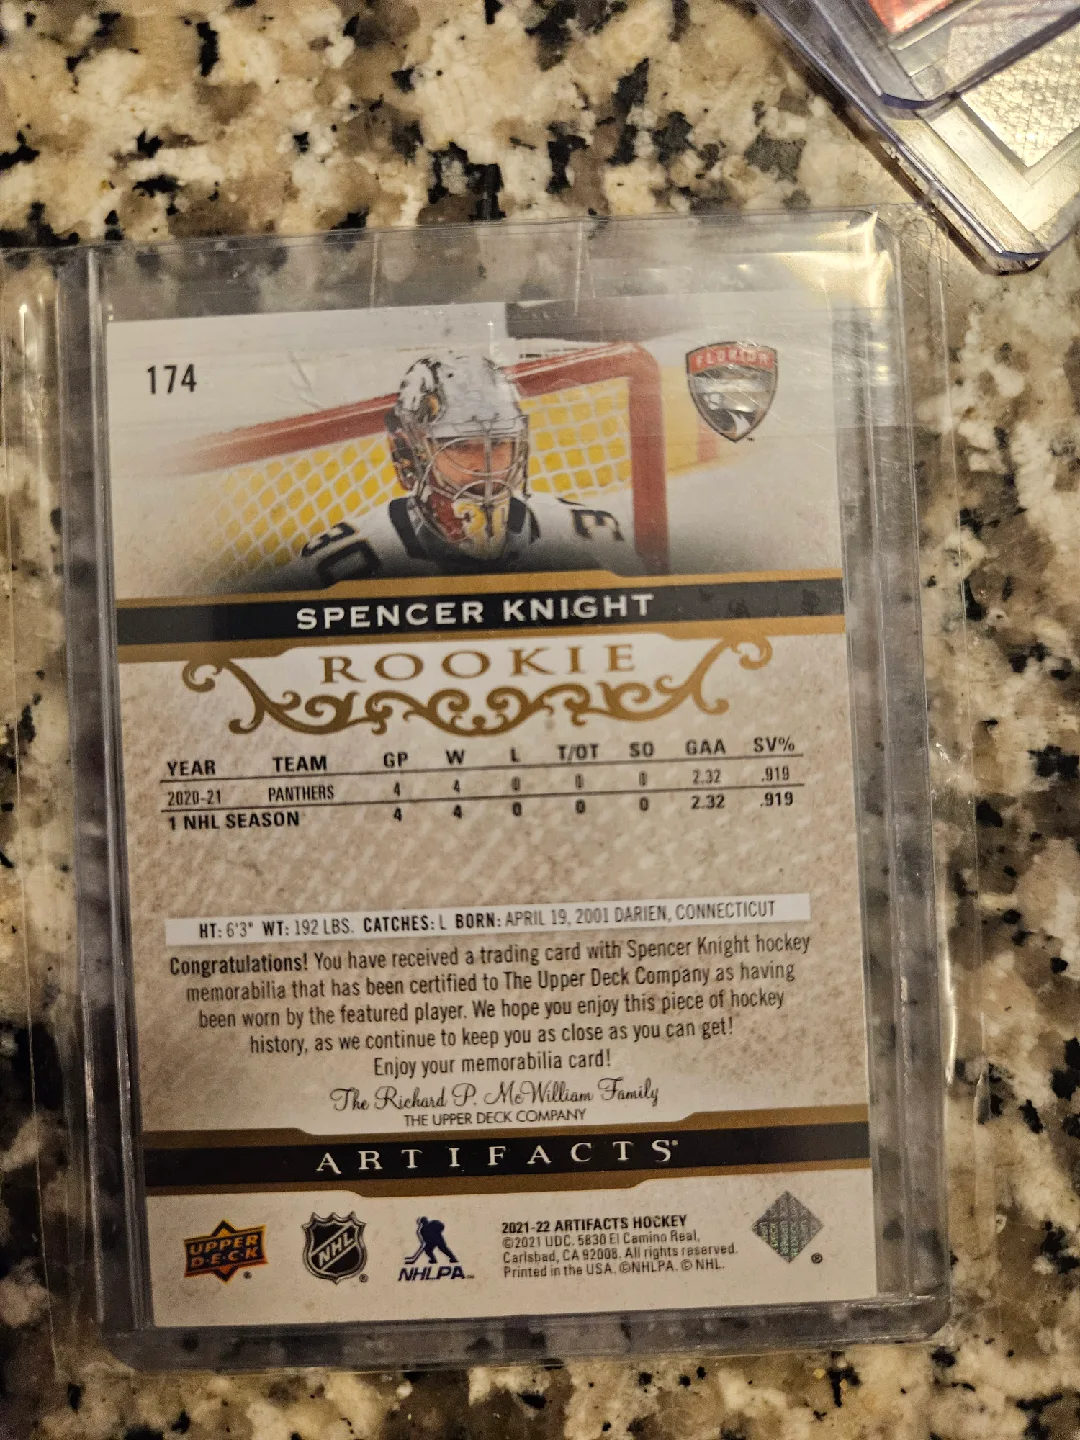 174
FLORIDA
30
31
3
SPENCER KNIGHT
ROOKIE
YEAR TEAM GP W L T/OT SO GAA SV%
2020-21 PANTHERS 4 4 0 0 0 2.32 .919
1 NHL SEASON 4 4 0 0 0 2.32 .919
HT: 6'3" WT: 192 LBS. CATCHES: L BORN: APRIL 19, 2001 DARIEN, CONNECTICUT
Congratulations! You have received a trading card with Spencer Knight hockey
memorabilia that has been certified to The Upper Deck Company as having
been worn by the featured player. We hope you enjoy this piece of hockey
history, as we continue to keep you as close as you can get!
Enjoy your memorabilia card!
The Richard P. McWilliam Family
THE UPPER DECK COMPANY
ARTIFACTS
UPPER
D·E·C·K
NHL
NHLPA™
2021-22 ARTIFACTS HOCKEY
©2021 UDC. 5830 El Camino Real,
Carlsbad, CA 92008. All rights reserved.
Printed in the USA. ©NHLPA. © NHL.